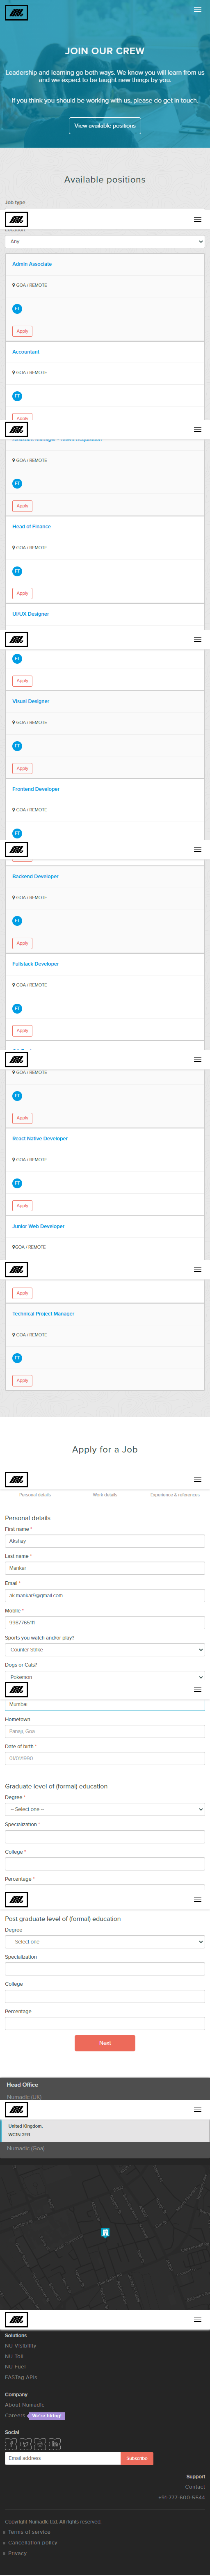 JOIN OUR CREW
Leadership and learning go both ways. We know you will learn from us
and we expect to be taught new things by you.
If you think you should be working with us, please do get in touch.
View available positions
Available positions
Job type
Any
Admin Associate
GOA / REMOTE
FT
Apply
Accountant
GOA / REMOTE
FT
Apply
GOA / REMOTE
FT
Apply
Head of Finance
GOA / REMOTE
FT
Apply
UI/UX Designer
FT
Apply
Visual Designer
GOA / REMOTE
FT
Apply
Frontend Developer
GOA / REMOTE
FT
Backend Developer
GOA / REMOTE
FT
Apply
Fullstack Developer
GOA / REMOTE
FT
Apply
GOA / REMOTE
FT
Apply
React-Native Developer
GOA / REMOTE
FT
Apply
Junior Web Developer
GOA / REMOTE
Apply
Technical Project Manager
GOA / REMOTE
FT
Apply
Apply for a Job
Personal details
Work details
Experience & references
Personal details
First name *
Akshay
Last name *
Mankar
Email *
Mobile *
Sports you watch and/or play?
Counter Strike
Dogs or Cats?
Pokemon
Mumbai
Hometown
Panaji, Goa
Date of birth *
01/01/1990
Graduate level of (formal) education
Degree *
-- Select one --
Specialization *
College *
Percentage *
Post graduate level of (formal) education
Degree
-- Select one --
Specialization
College
Percentage
Next
Head Office
Numadic (UK)
United Kingdom,
WC1N 2EB
Numadic (Goa)
Solutions
NU Visibility
NU Toll
NU Fuel
FASTag APIs
Company
About Numadic
Careers We're hiring!
Social
Email address
Subscribe
Support
Contact
+91-777-600-5544
Copyright Numadic Ltd. All rights reserved.
Terms of service
Cancellation policy
Privacy